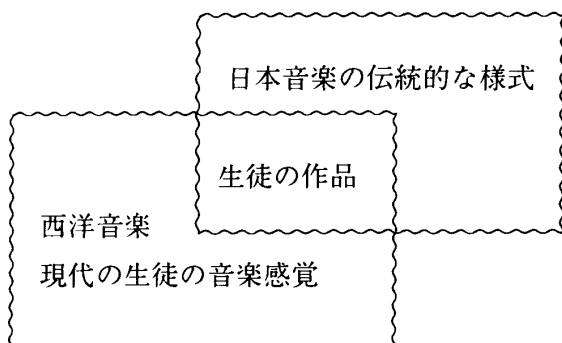 日本音楽の伝統的な様式
生徒の作品
西洋音楽
現代の生徒の音楽感覚